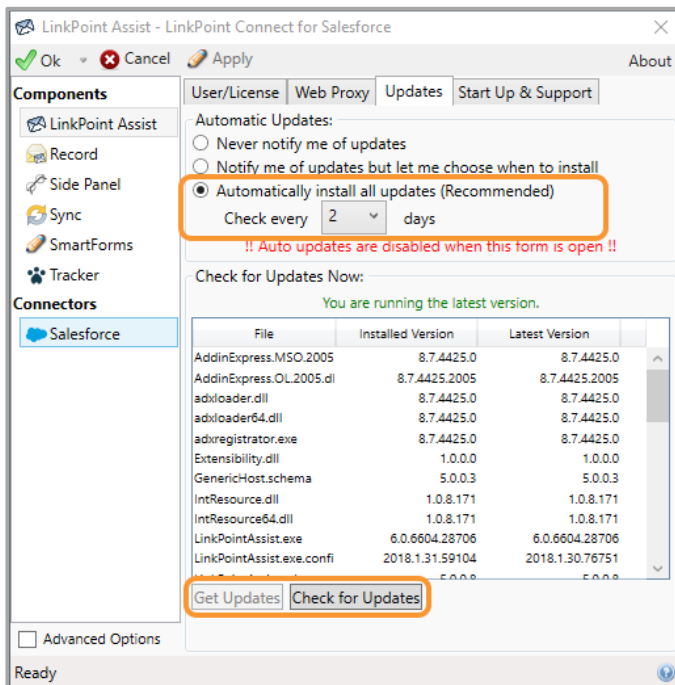 LinkPoint Assist - LinkPoint Connect for Salesforce
Ok Cancel Apply About
Components
LinkPoint Assist
Record
Side Panel
Sync
SmartForms
Tracker
Connectors
Salesforce
User/License Web Proxy Updates Start Up & Support
Automatic Updates:
Never notify me of updates
Notify me of updates but let me choose when to install
Automatically install all updates (Recommended)
Check every 2 days
!! Auto updates are disabled when this form is open !!
Check for Updates Now:
You are running the latest version.
File Installed Version Latest Version
AddinExpress.MSO.2005 8.7.4425.0 8.7.4425.0
AddinExpress.OL.2005.dl 8.7.4425.2005 8.7.4425.2005
adxloader.dll 8.7.4425.0 8.7.4425.0
adxloader64.dll 8.7.4425.0 8.7.4425.0
adxregistrator.exe 8.7.4425.0 8.7.4425.0
Extensibility.dll 1.0.0.0 1.0.0.0
GenericHost.schema 5.0.0.3 5.0.0.3
IntResource.dll 1.0.8.171 1.0.8.171
IntResource64.dll 1.0.8.171 1.0.8.171
LinkPointAssist.exe 6.0.6604.28706 6.0.6604.28706
LinkPointAssist.exe.confi 2018.1.31.59104 2018.1.30.76751
Get Updates Check for Updates
Advanced Options
Ready